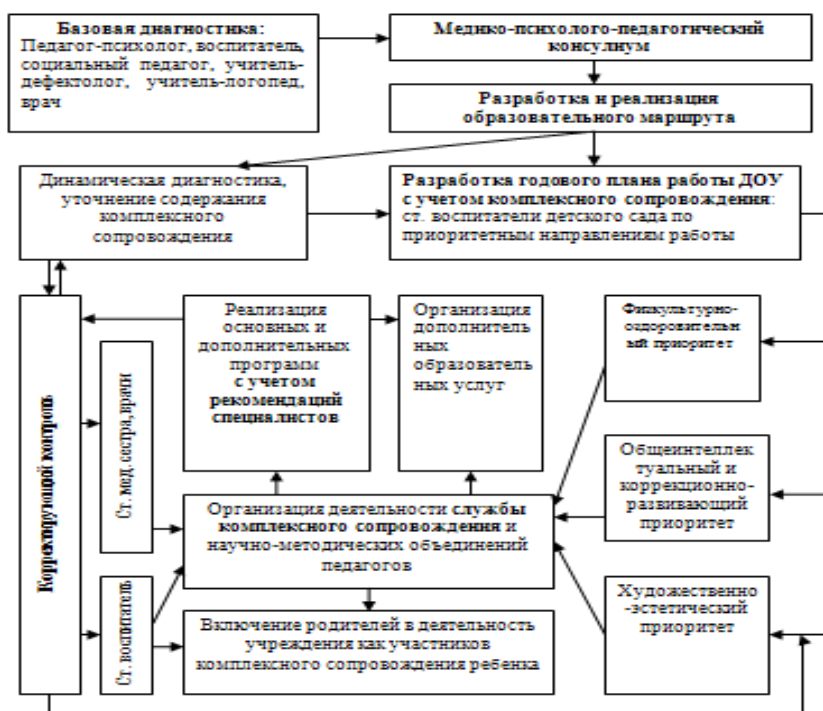 Базовая диагностика:
Педагог-психолог, воспитатель,
социальный педагог, учитель-
дефектолог, учитель-логопед,
врач
Медико-психолого-педагогический
консилиум
Разработка и реализация
образовательного маршрута
Динамическая диагностика,
уточнение содержания
комплексного
сопровождения
Разработка годового плана работы ДОУ
с учетом комплексного сопровождения:
ст. воспитатели детского сада по
приоритетным направлениям работы
Корректирующий контроль
Ст. мед. сестра, врачи
Ст. воспитатель
Реализация
основных и
дополнительных
программ
с учетом
рекомендаций
специалистов
Организация
дополнитель
ных
образователь
ных услуг
Физкультурно-
оздоровительн
ый приоритет
Общеинтеллек
туальный и
коррекционно-
развивающий
приоритет
Организация деятельности службы
комплексного сопровождения и
научно-методических объединений
педагогов
Художественно
-эстетический
приоритет
Включение родителей в деятельность
учреждения как участников
комплексного сопровождения ребенка